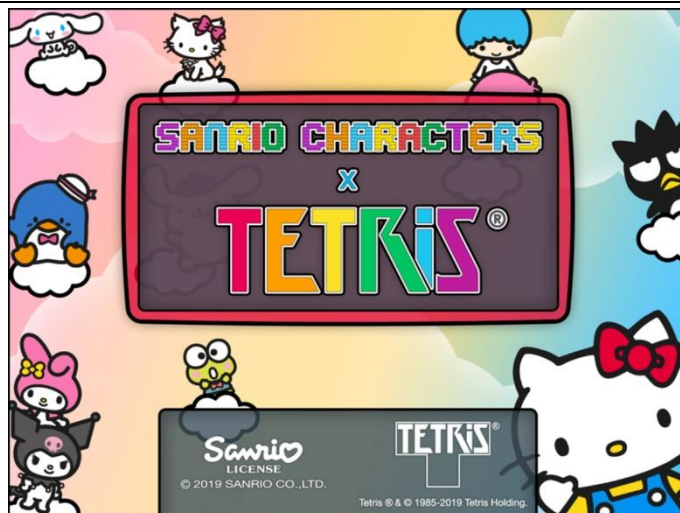 SANRIO CHARACTERS
X
TETRIS®
Sanrio
LICENSE
© 2019 SANRIO CO.,LTD.
TETRIS®
Tetris ® & © 1985-2019 Tetris Holding.